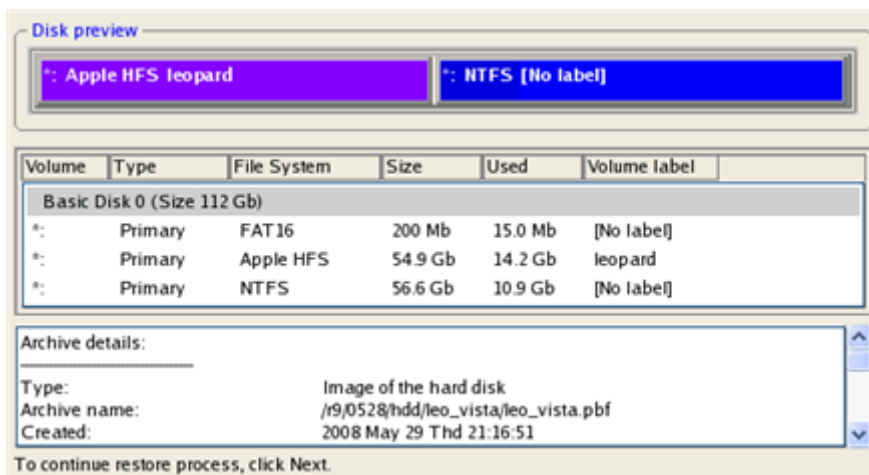 Disk preview
*: Apple HFS leopard *: NTFS [No label]
Volume Type File System Size Used Volume label
Basic Disk 0 (Size 112 Gb)
*: Primary FAT16 200 Mb 15.0 Mb [No label]
*: Primary Apple HFS 54.9 Gb 14.2 Gb leopard
*: Primary NTFS 56.6 Gb 10.9 Gb [No label]
Archive details:
Type: Image of the hard disk
Archive name: /r9/0528/hdd/leo_vista/leo_vista.pbf
Created: 2008 May 29 Thd 21:16:51
To continue restore process, click Next.